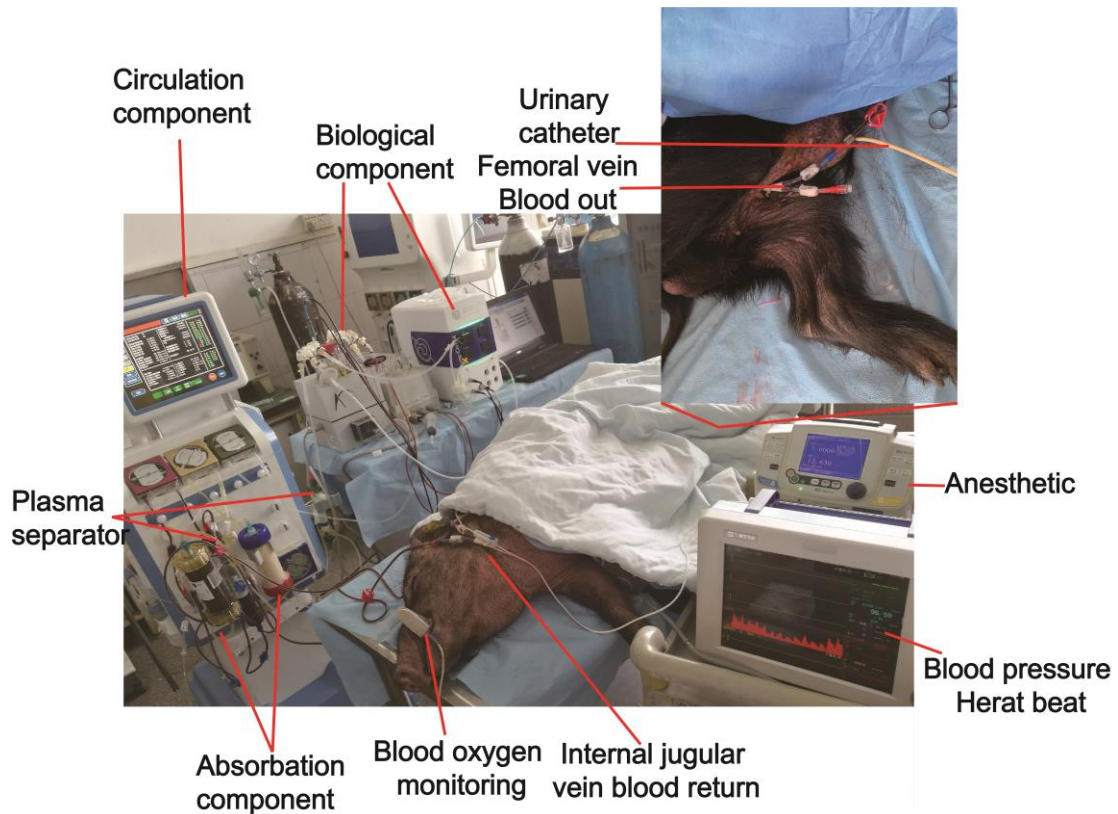 Circulation
component
Biological
component
Urinary
catheter
Femoral vein
Blood out
Plasma
separator
Anesthetic
Blood pressure
Herat beat
Absorbation
component
Blood oxygen
monitoring
Internal jugular
vein blood return
K